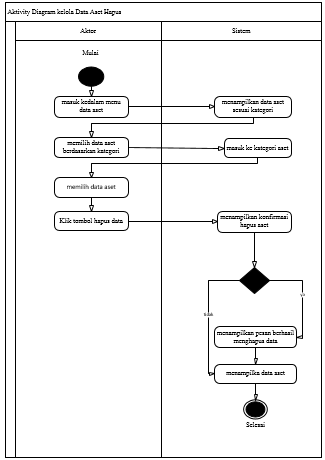 Aktivity Diagram kelola Data Aset Hapus
Aktor
Sistem
Mulai
masuk kedalam menu
data aset
menampilkan data aset
sesuai kategori
memilih data aset
berdasarkan kategori
masuk ke kategori aset
memilih data aset
Klik tombol hapus data
menampilkan konfirmasi
hapus aset
ya
tidak
menampilkan pesan berhasil
menghapus data
menampilka data aset
Selesai